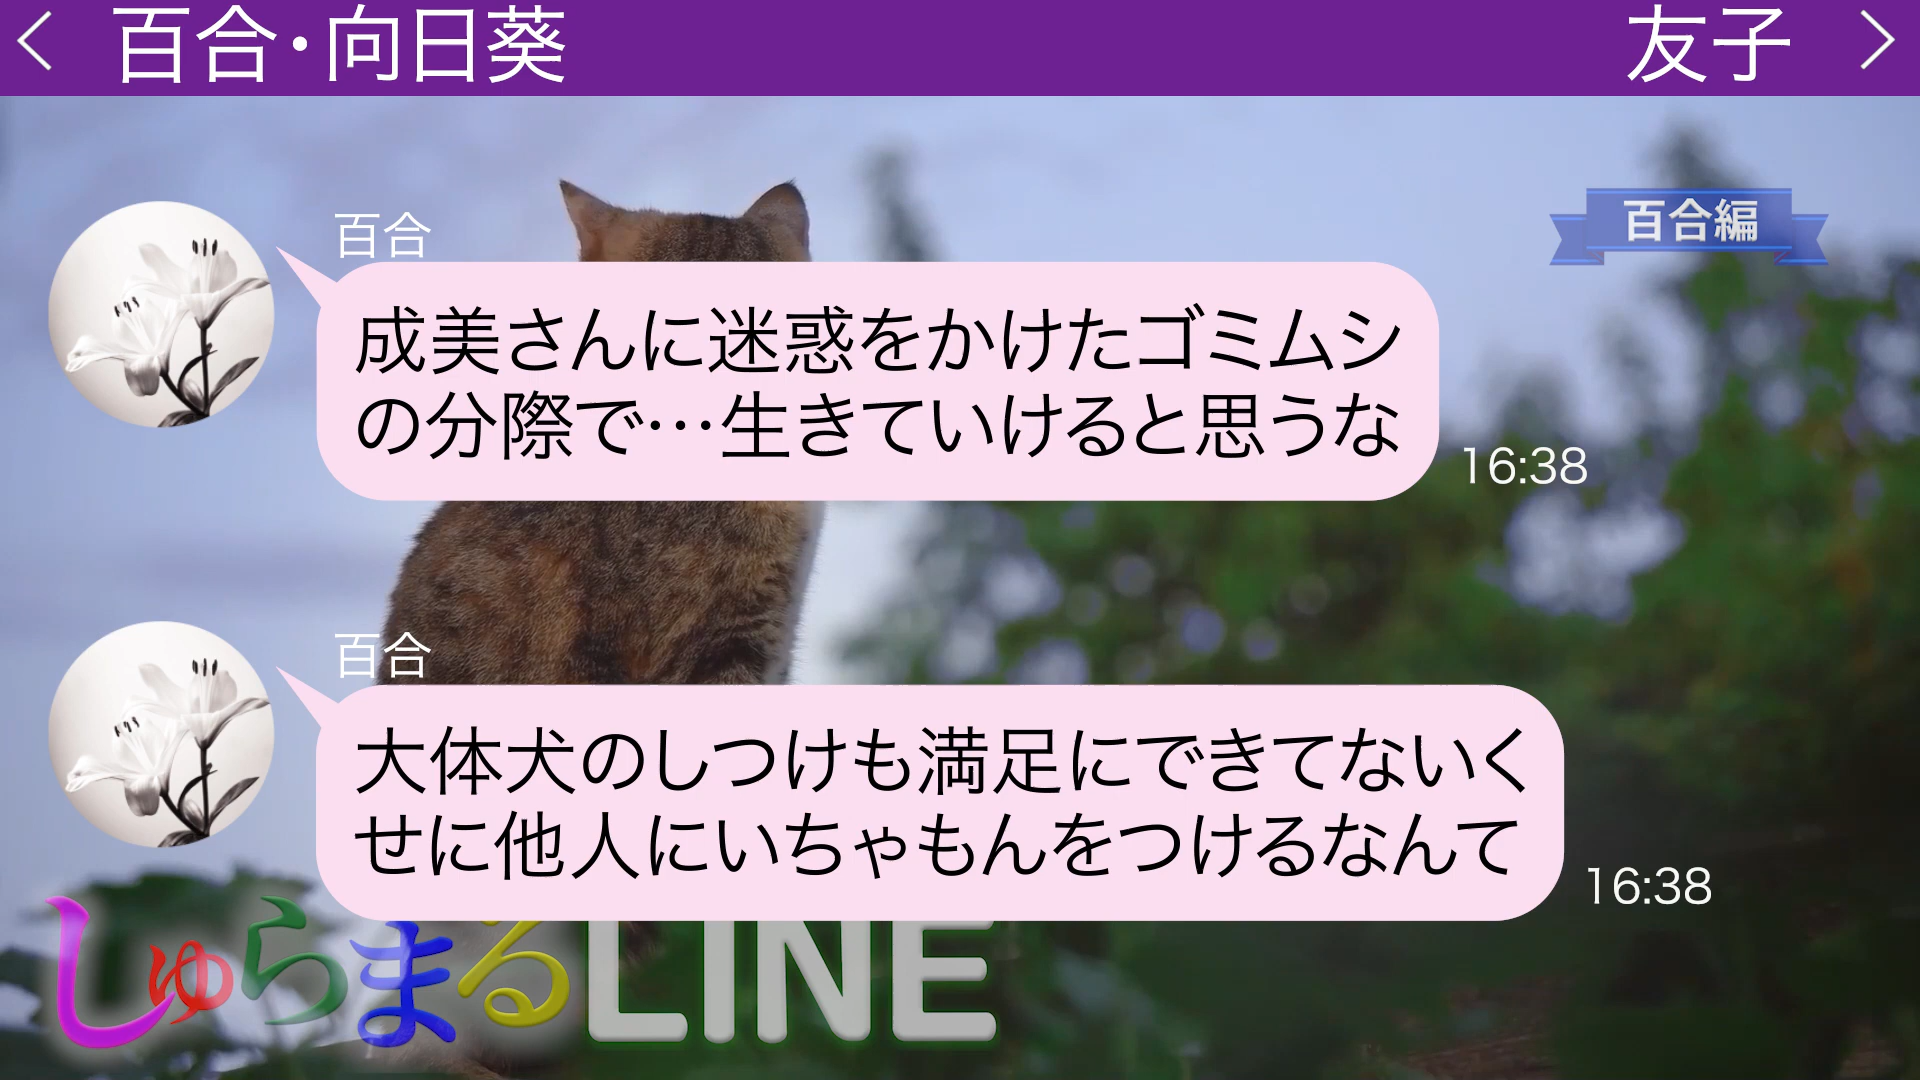 百合・向日葵
友子
百合編
百合
成美さんに迷惑をかけたゴミムシ
の分際で…生きていけると思うな
16:38
百合
大体犬のしつけも満足にできてないく
せに他人にいちゃもんをつけるなんて
16:38
しゅらまるLINE